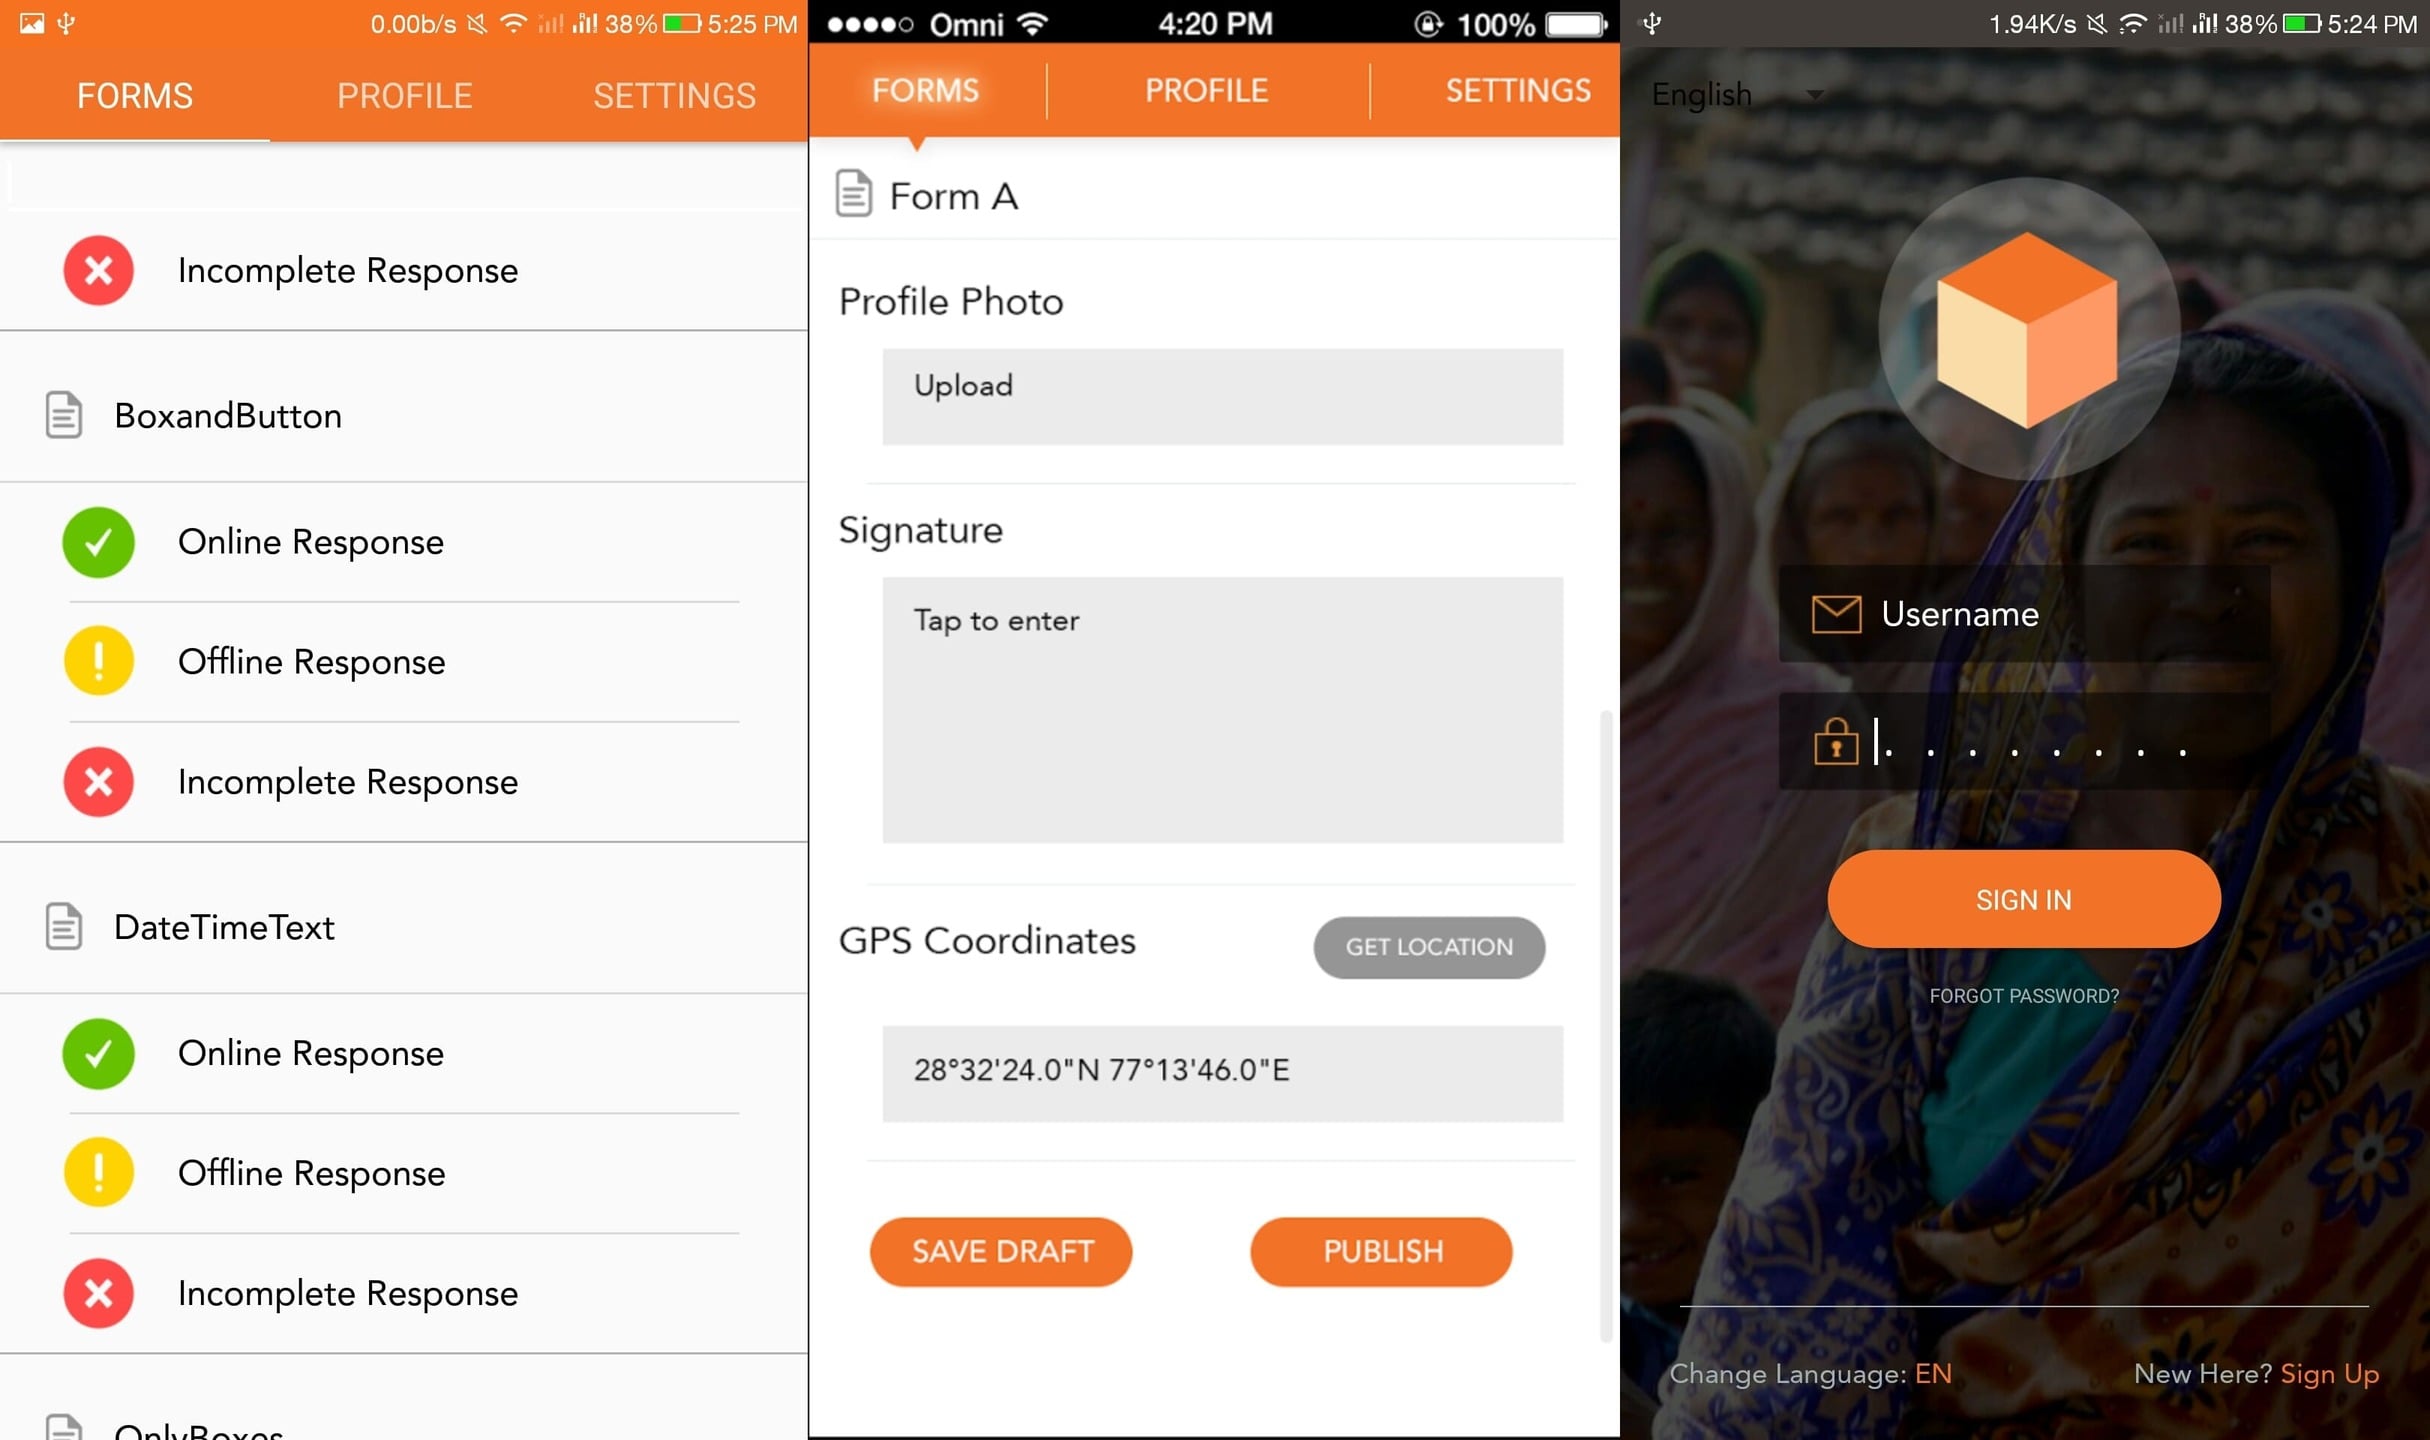 0.00b/s 38% 5:25 PM
FORMS PROFILE SETTINGS
Incomplete Response
BoxandButton
Online Response
Offline Response
Incomplete Response
DateTimeText
Online Response
Offline Response
Incomplete Response
OnlyBoxes
Omni 4:20 PM 100%
FORMS PROFILE SETTINGS
Form A
Profile Photo
Upload
Signature
Tap to enter
GPS Coordinates GET LOCATION
28°32'24.0"N 77°13'46.0"E
SAVE DRAFT PUBLISH
1.94K/s 38% 5:24 PM
English
Username
SIGN IN
FORGOT PASSWORD?
Change Language: EN New Here? Sign Up